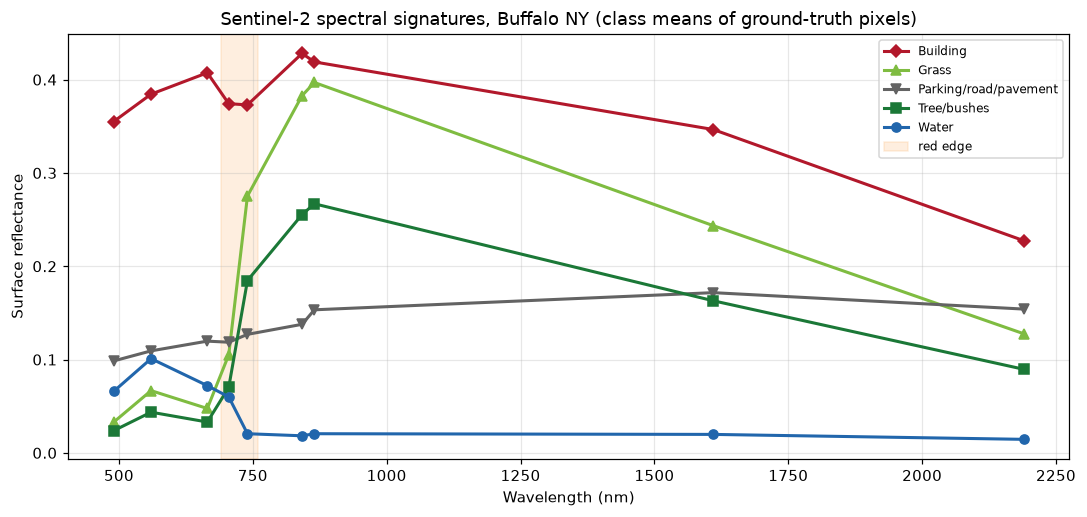 Sentinel-2 spectral signatures, Buffalo NY (class means of ground-truth pixels)
Surface reflectance
0.4
0.3
0.2
0.1
0.0
Building
Grass
Parking/road/pavement
Tree/bushes
Water
red edge
500 750 1000 1250 1500 1750 2000 2250
Wavelength (nm)